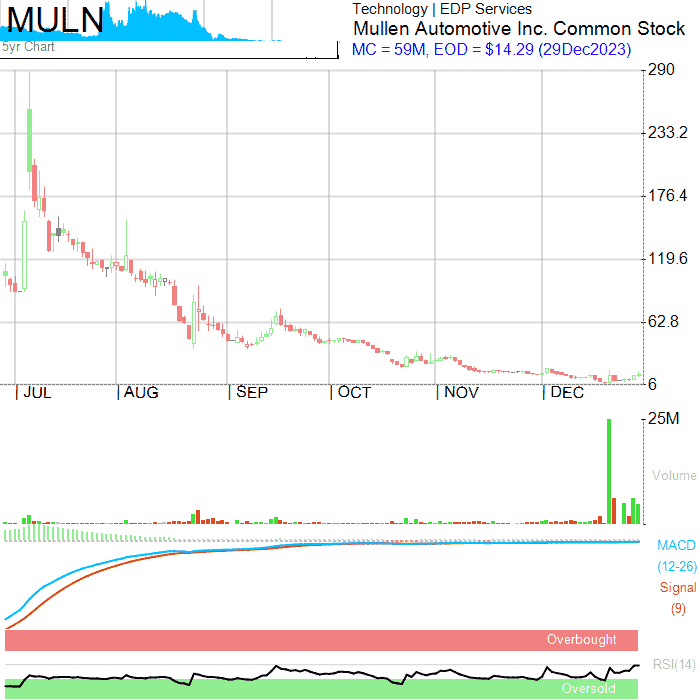 MULN
5yr Chart
Technology | EDP Services
Mullen Automotive Inc. Common Stock
MC = 59M, EOD = $14.29 (29Dec2023)
290
233.2
176.4
119.6
62.8
6
JUL AUG SEP OCT NOV DEC
25M
Volume
MACD
(12-26)
Signal
(9)
Overbought
RSI(14)
Oversold